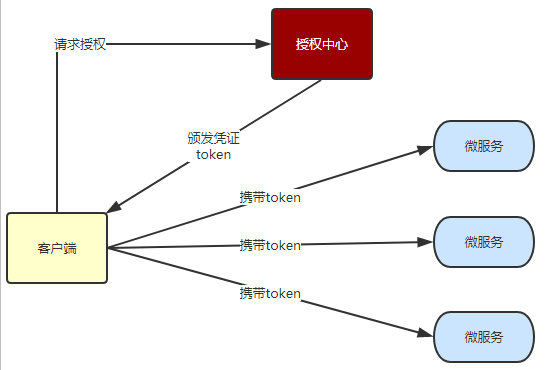 请求授权
授权中心
颁发凭证
token
微服务
携带token
客户端
携带token
微服务
携带token
微服务